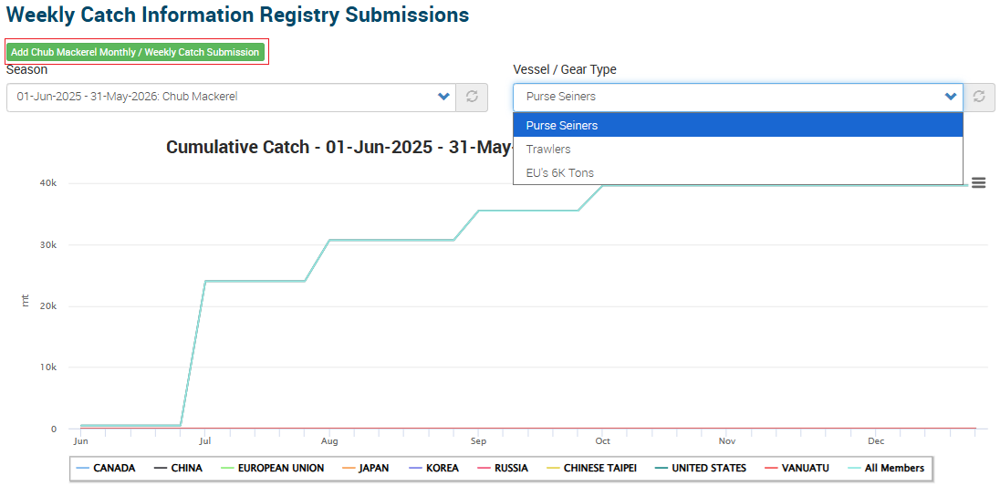 Weekly Catch Information Registry Submissions
Add Chub Mackerel Monthly / Weekly Catch Submission
Season
Vessel / Gear Type
01-Jun-2025 - 31-May-2026: Chub Mackerel
Purse Seiners
Purse Seiners
Trawlers
EU's 6K Tons
Cumulative Catch - 01-Jun-2025 - 31-May-
40k
30k
20k
10k
0
mt
Jun Jul Aug Sep Oct Nov Dec
CANADA CHINA EUROPEAN UNION JAPAN KOREA RUSSIA CHINESE TAIPEI UNITED STATES VANUATU All Members